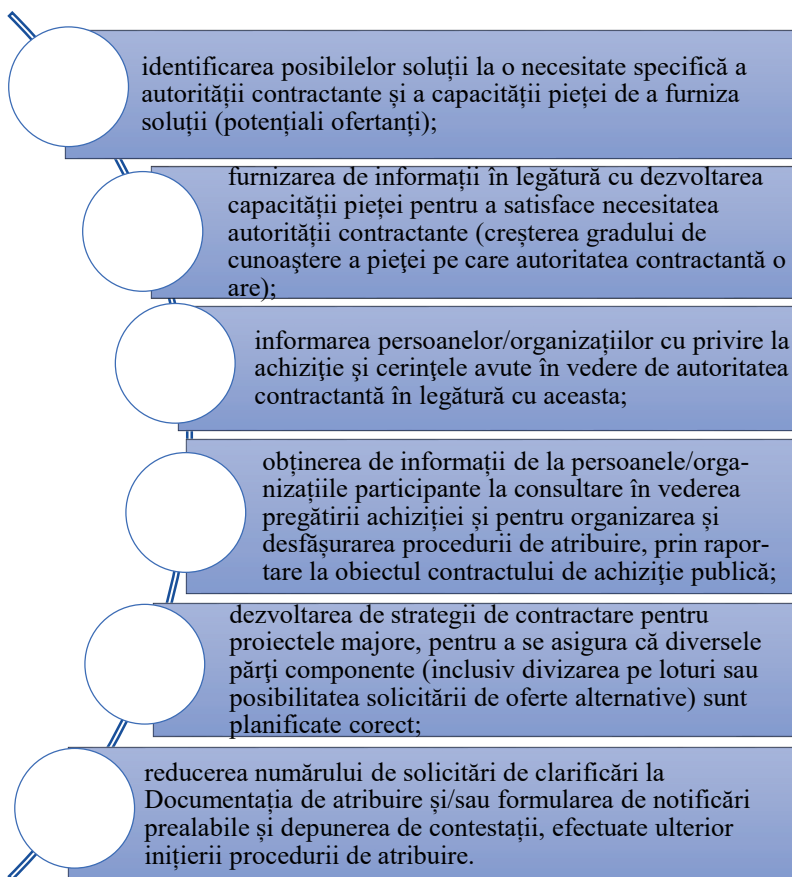 identificarea posibilelor soluții la o necesitate specifică a
autorității contractante și a capacității pieței de a furniza
soluții (potențiali ofertanți);
furnizarea de informații în legătură cu dezvoltarea
capacității pieței pentru a satisface necesitatea
autorității contractante (creșterea gradului de
cunoaştere a pieţei pe care autoritatea contractantă o
are);
informarea persoanelor/organizațiilor cu privire la
achiziţie şi cerinţele avute în vedere de autoritatea
contractantă în legătură cu aceasta;
obținerea de informații de la persoanele/orga-
nizațiile participante la consultare în vederea
pregătirii achiziției și pentru organizarea și
desfășurarea procedurii de atribuire, prin rapor-
tare la obiectul contractului de achiziţie publică;
dezvoltarea de strategii de contractare pentru
proiectele majore, pentru a se asigura că diversele
părţi componente (inclusiv divizarea pe loturi sau
posibilitatea solicitării de oferte alternative) sunt
planificate corect;
reducerea numărului de solicitări de clarificări la
Documentația de atribuire și/sau formularea de notificări
prealabile și depunerea de contestații, efectuate ulterior
inițierii procedurii de atribuire.